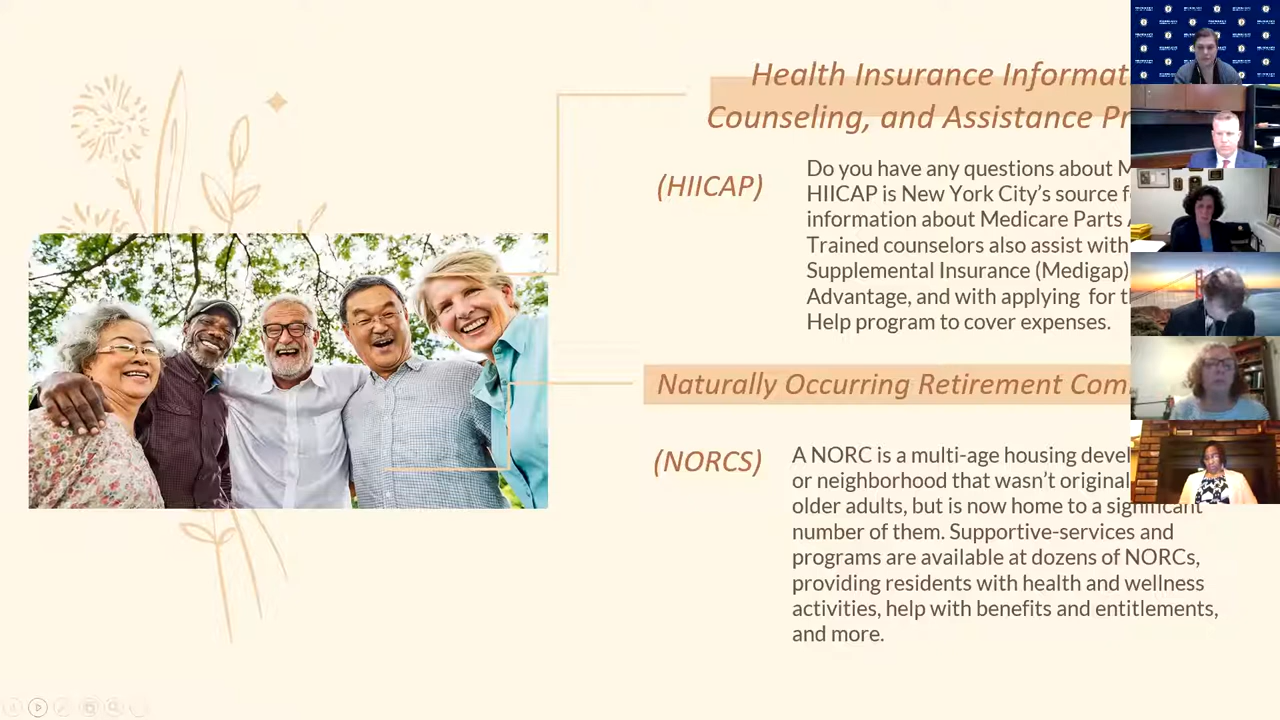 Health Insurance Informat
Counseling, and Assistance Pr
(HIICAP)
Do you have any questions about M
HIICAP is New York City's source f
information about Medicare Parts
Trained counselors also assist with
Supplemental Insurance (Medigap)
Advantage, and with applying for t
Help program to cover expenses.
Naturally Occurring Retirement Com
(NORCS)
A NORC is a multi-age housing devel
or neighborhood that wasn't original
older adults, but is now home to a significant
number of them. Supportive-services and
programs are available at dozens of NORCs,
providing residents with health and wellness
activities, help with benefits and entitlements,
and more.